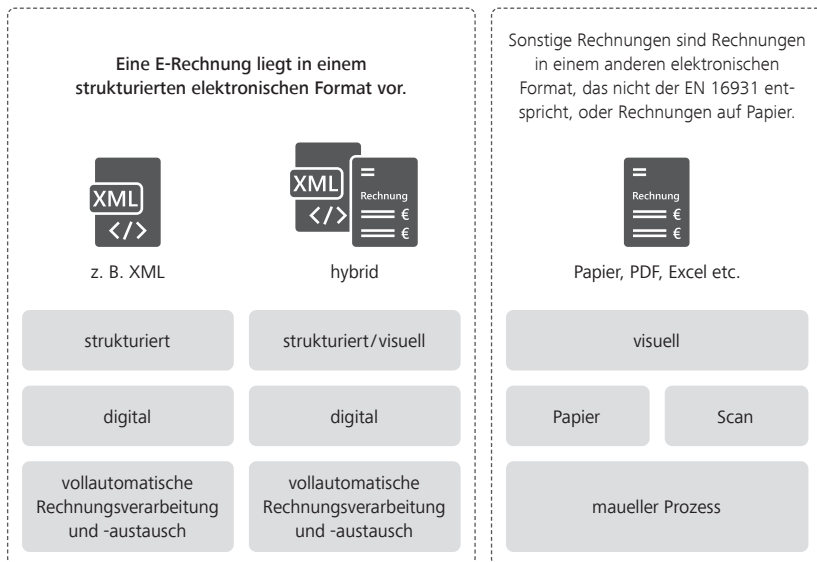 Eine E-Rechnung liegt in einem
strukturierten elektronischen Format vor.
XML
</>
z. B. XML
XML
</>
Rechnung
€
€
hybrid
strukturiert
strukturiert/visuell
digital
digital
vollautomatische
Rechnungsverarbeitung
und -austausch
vollautomatische
Rechnungsverarbeitung
und -austausch
Sonstige Rechnungen sind Rechnungen
in einem anderen elektronischen
Format, das nicht der EN 16931 ent-
spricht, oder Rechnungen auf Papier.
Rechnung
€
€
Papier, PDF, Excel etc.
visuell
Papier
Scan
maueller Prozess